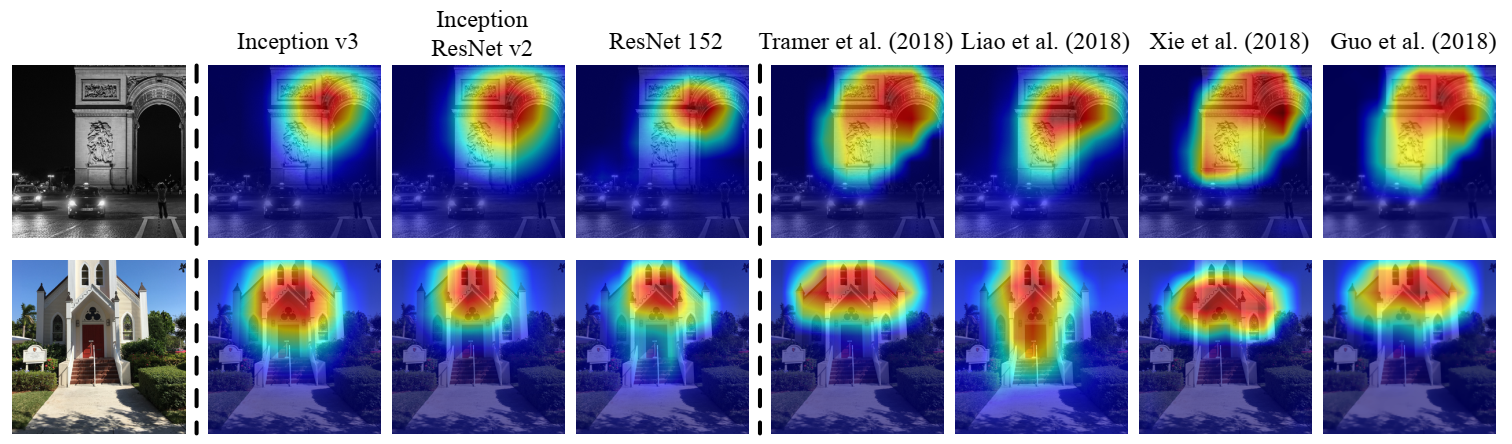 Inception v3
Inception
ResNet v2
ResNet 152
Tramer et al. (2018)
Liao et al. (2018)
Xie et al. (2018)
Guo et al. (2018)